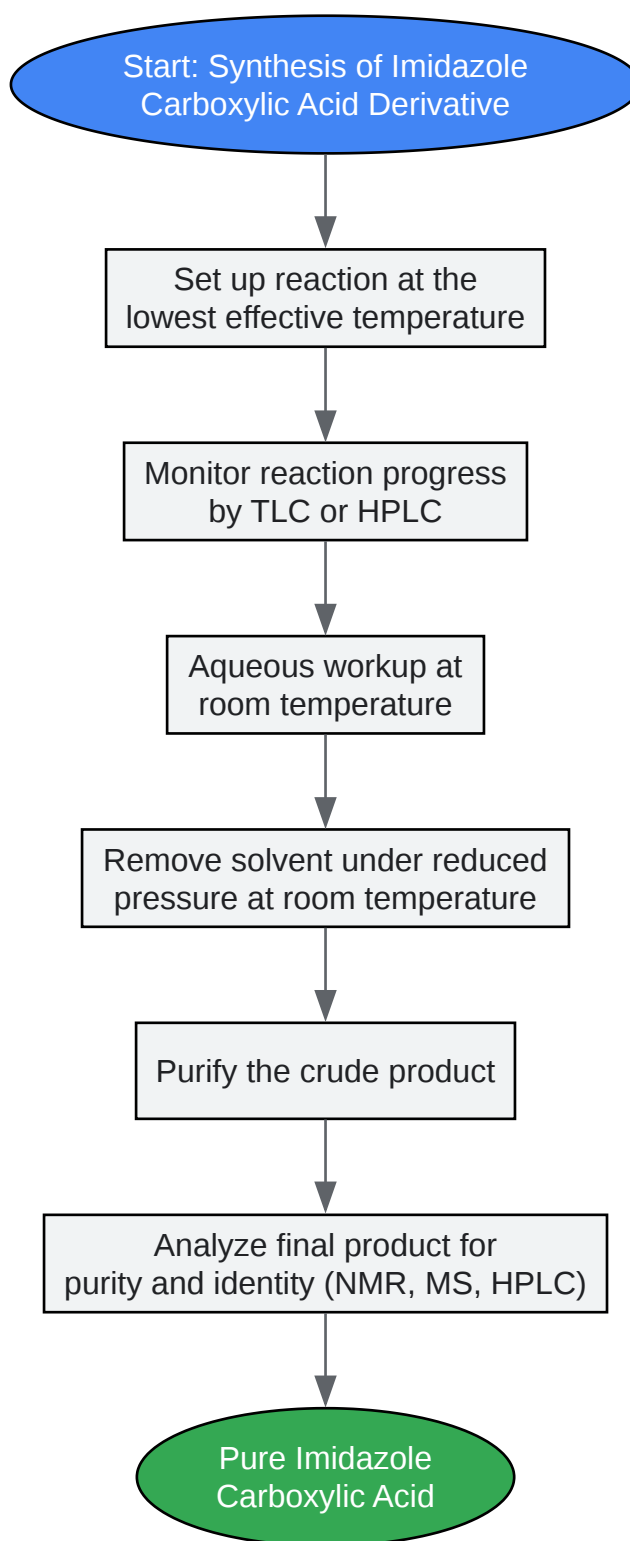 Start: Synthesis of Imidazole
Carboxylic Acid Derivative
Set up reaction at the
lowest effective temperature
Monitor reaction progress
by TLC or HPLC
Aqueous workup at
room temperature
Remove solvent under reduced
pressure at room temperature
Purify the crude product
Analyze final product for
purity and identity (NMR, MS, HPLC)
Pure Imidazole
Carboxylic Acid